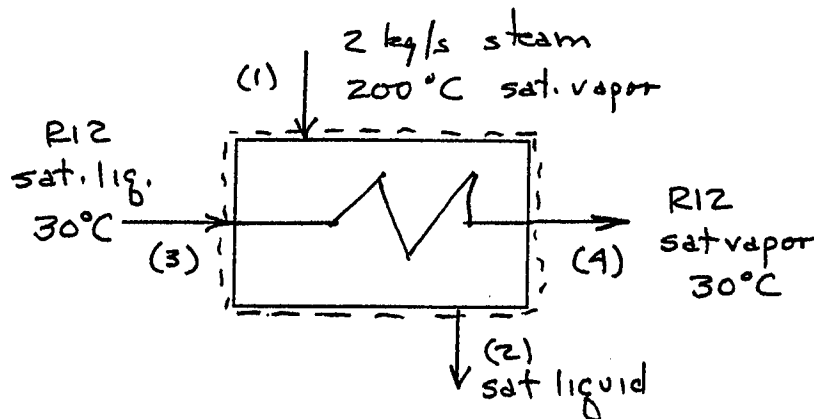 2 kg/s steam
(1)
200°C sat. vapor
R12
sat. liq.
30°C
(3)
R12
sat vapor
30°C
(4)
(2)
sat liquid